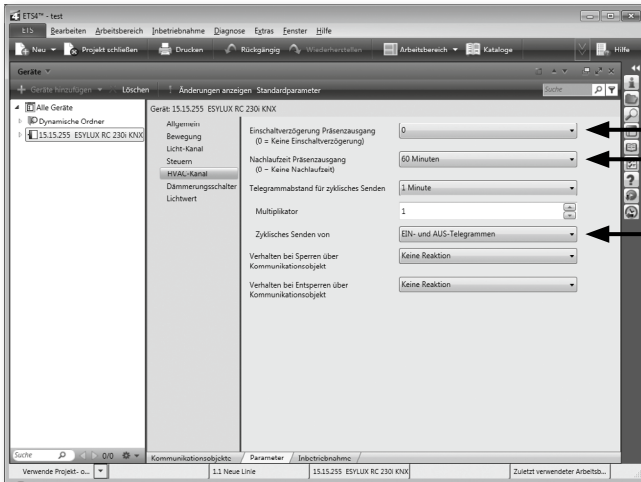 ETS4™ - test
ETS Bearbeiten Arbeitsbereich Inbetriebnahme Diagnose Extras Fenster Hilfe
Neu Projekt schließen Drucken Rückgängig Wiederherstellen Arbeitsbereich Kataloge Hilfe
Geräte
Geräte hinzufügen Löschen Änderungen anzeigen Standardparameter Suche
Alle Geräte
Dynamische Ordner
15.15.255 ESYLUX RC 230i KNX
Gerät: 15.15.255 ESYLUX RC 230i KNX
Allgemein
Bewegung
Licht-Kanal
Steuern
HVAC-Kanal
Dämmerungsschalter
Lichtwert
Einschaltverzögerung Präsenzausgang
(0 = Keine Einschaltverzögerung)
0
Nachlaufzeit Präsenzausgang
(0 – Keine Nachlaufzeit)
60 Minuten
Telegrammabstand für zyklisches Senden
1 Minute
Multiplikator
1
Zyklisches Senden von
EIN- und AUS-Telegrammen
Verhalten bei Sperren über
Kommunikationsobjekt
Keine Reaktion
Verhalten bei Entsperren über
Kommunikationsobjekt
Keine Reaktion
Suche 0/0
Kommunikationsobjekte Parameter Inbetriebnahme
Verwende Projekt- o... 1.1 Neue Linie 15.15.255 ESYLUX RC 230i KNX Zuletzt verwendeter Arbeitsb...